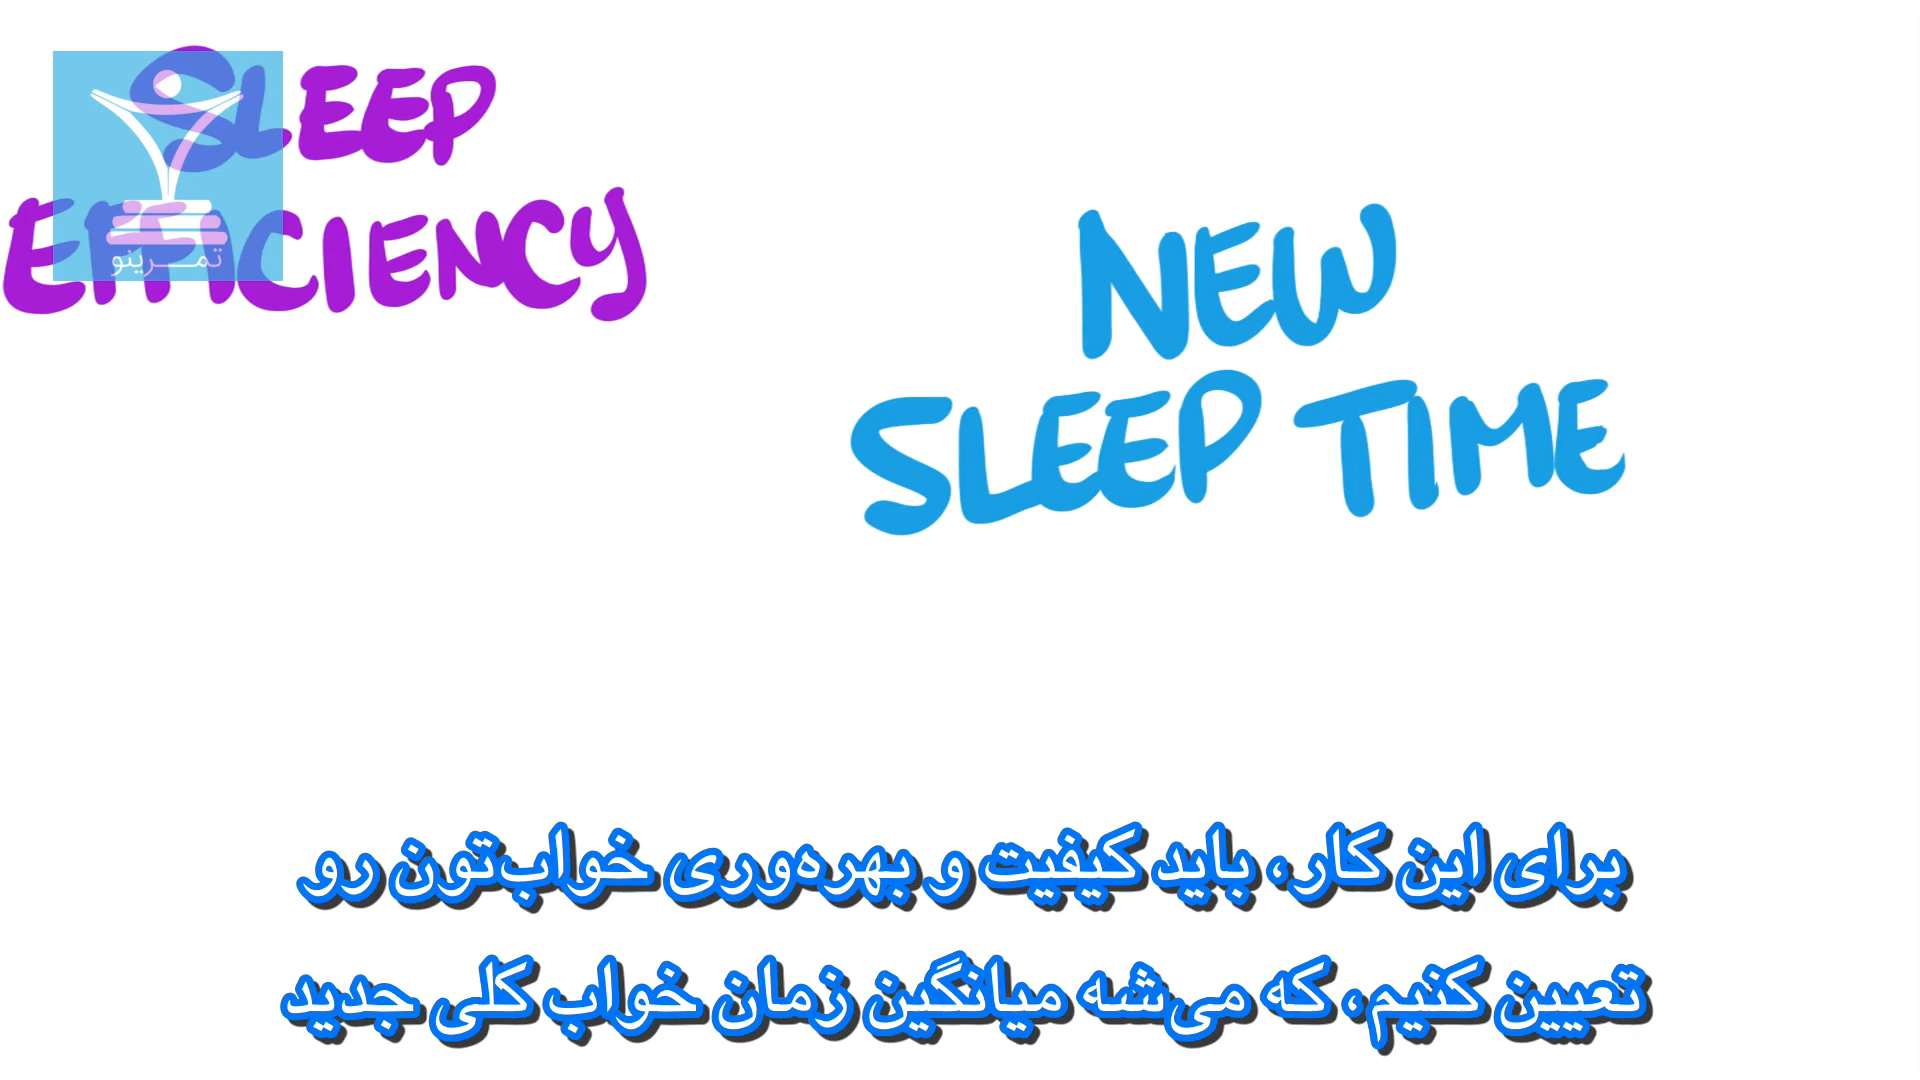 SLEEP
EFFICIENCY
تمرینو
NEW
SLEEP TIME
برای این کار، باید کیفیت و بهره‌وری خواب‌تون رو
تعیین کنیم، که می‌شه میانگین زمان خواب کلی جدید